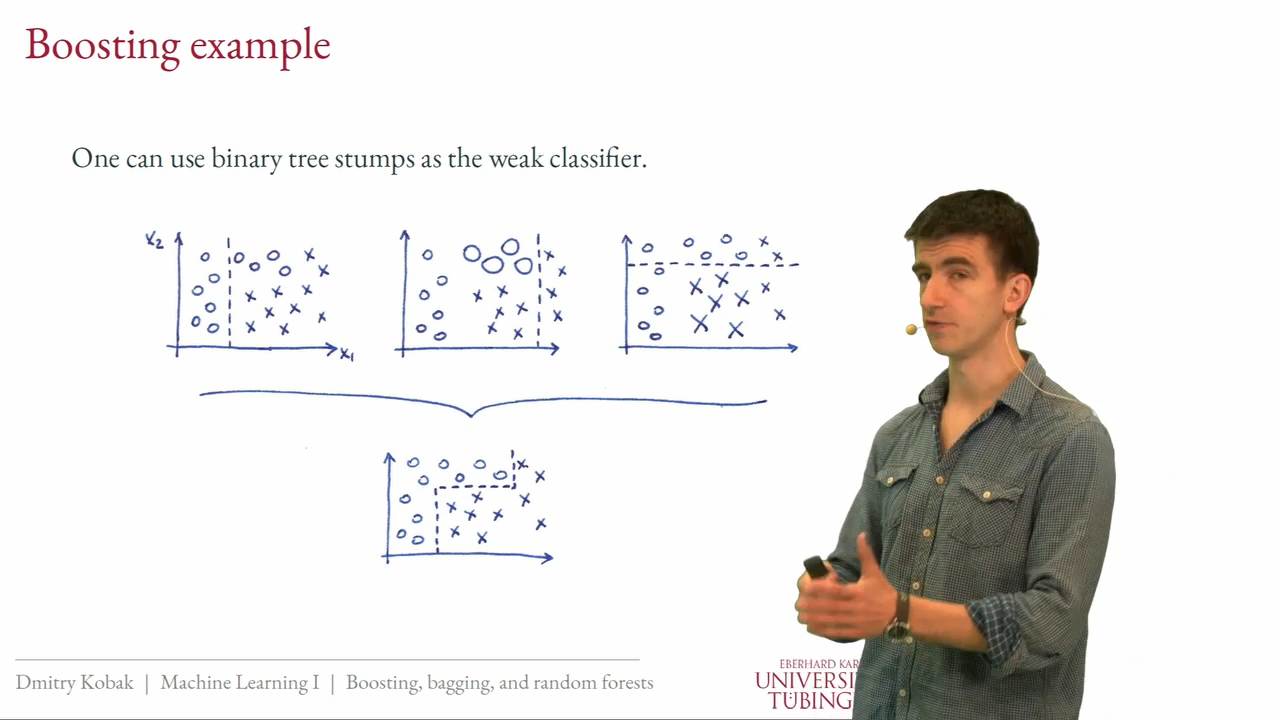 Boosting example
One can use binary tree stumps as the weak classifier.
x₂
x₁
Dmitry Kobak | Machine Learning I | Boosting, bagging, and random forests
EBERHARD KAR
UNIVERSI
TÜBING